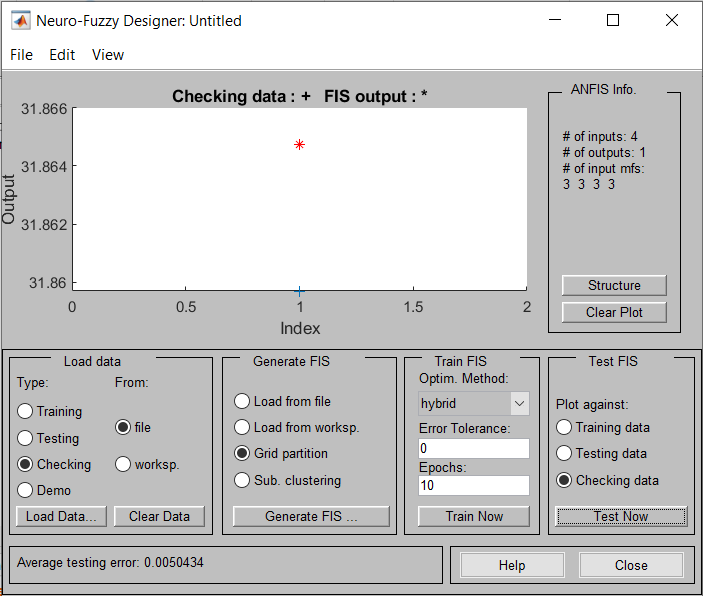 Neuro-Fuzzy Designer: Untitled
File Edit View
Checking data : + FIS output : *
31.866
31.864
31.862
31.86
Output
0 0.5 1 1.5 2
Index
ANFIS Info.
# of inputs: 4
# of outputs: 1
# of input mfs:
3 3 3 3
Structure
Clear Plot
Load data
Type: From:
Training
file
Testing
Checking
worksp.
Demo
Load Data... Clear Data
Generate FIS
Load from file
Load from worksp.
Grid partition
Sub. clustering
Generate FIS ...
Train FIS
Optim. Method:
hybrid
Error Tolerance:
0
Epochs:
10
Train Now
Test FIS
Plot against:
Training data
Testing data
Checking data
Test Now
Average testing error: 0.0050434
Help Close